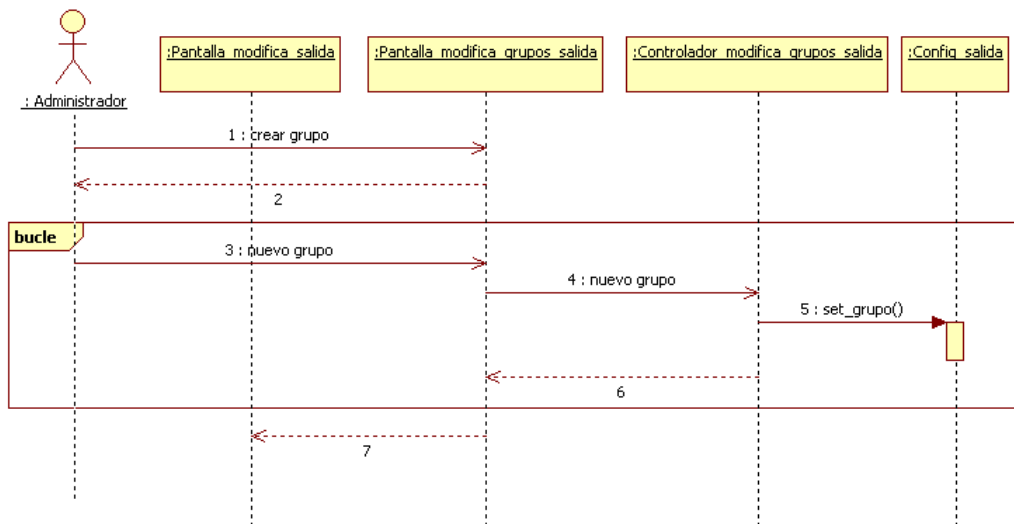 :Pantalla_modifica_salida
:Pantalla_modifica_grupos_salida
:Controlador_modifica_grupos_salida
:Config_salida
: Administrador
1 : crear grupo
2
bucle
3 : nuevo grupo
4 : nuevo grupo
5 : set_grupo()
6
7